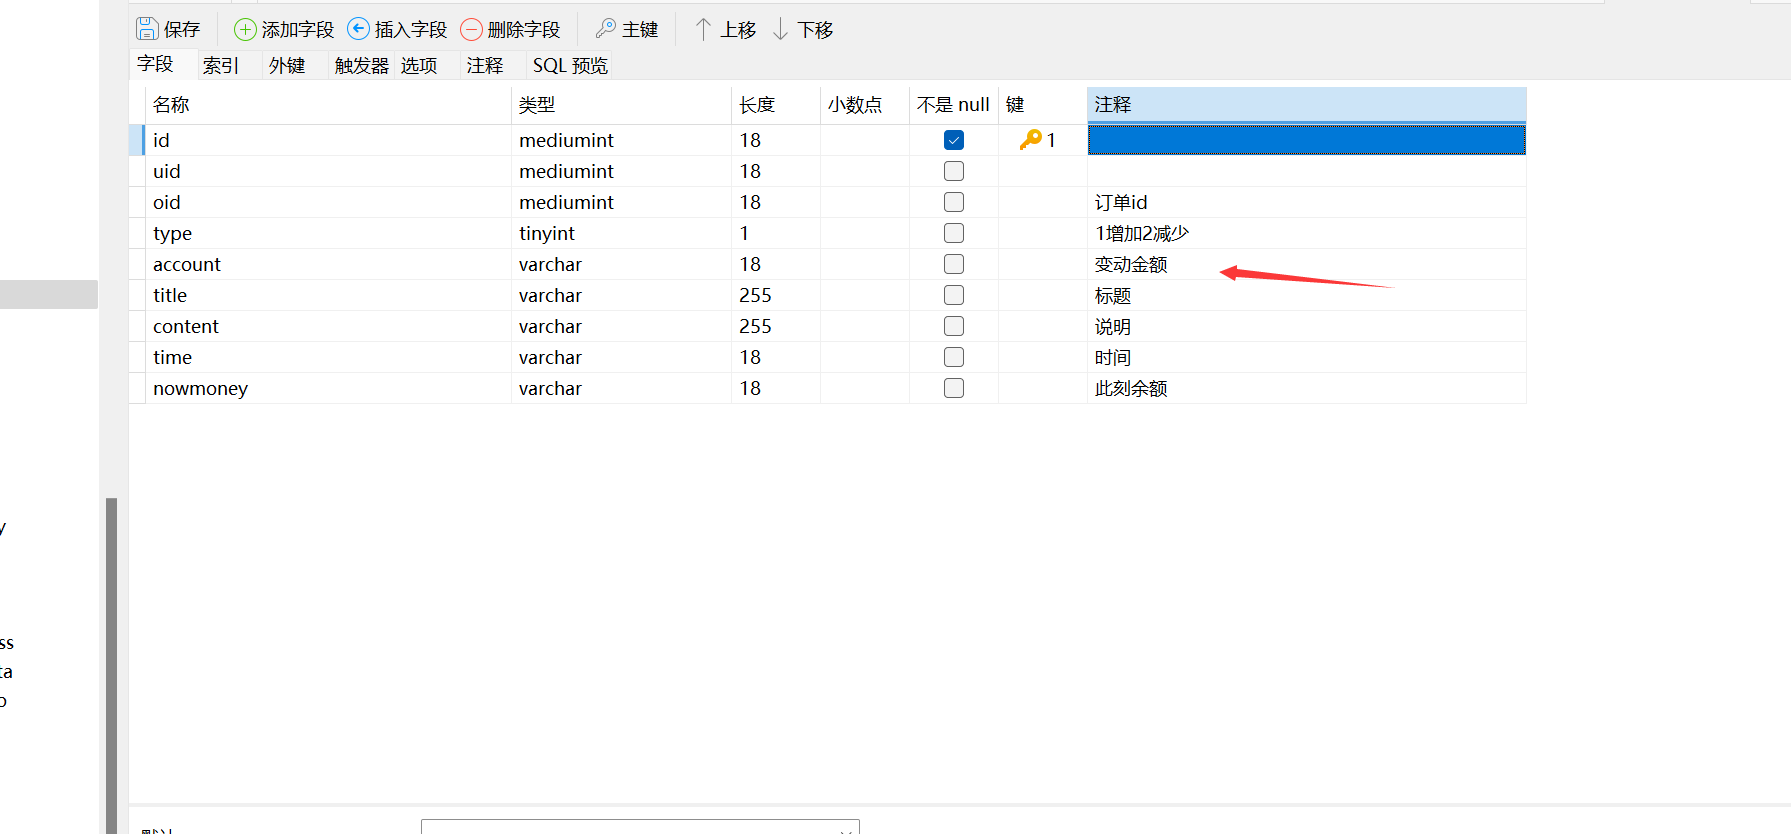 保存 添加字段 插入字段 删除字段 主键 上移 下移
字段 索引 外键 触发器 选项 注释 SQL 预览
名称 类型 长度 小数点 不是 null 键 注释
id mediumint 18 1
uid mediumint 18
oid mediumint 18 订单id
type tinyint 1 1增加2减少
account varchar 18 变动金额
title varchar 255 标题
content varchar 255 说明
time varchar 18 时间
nowmoney varchar 18 此刻余额
y
ss
ta